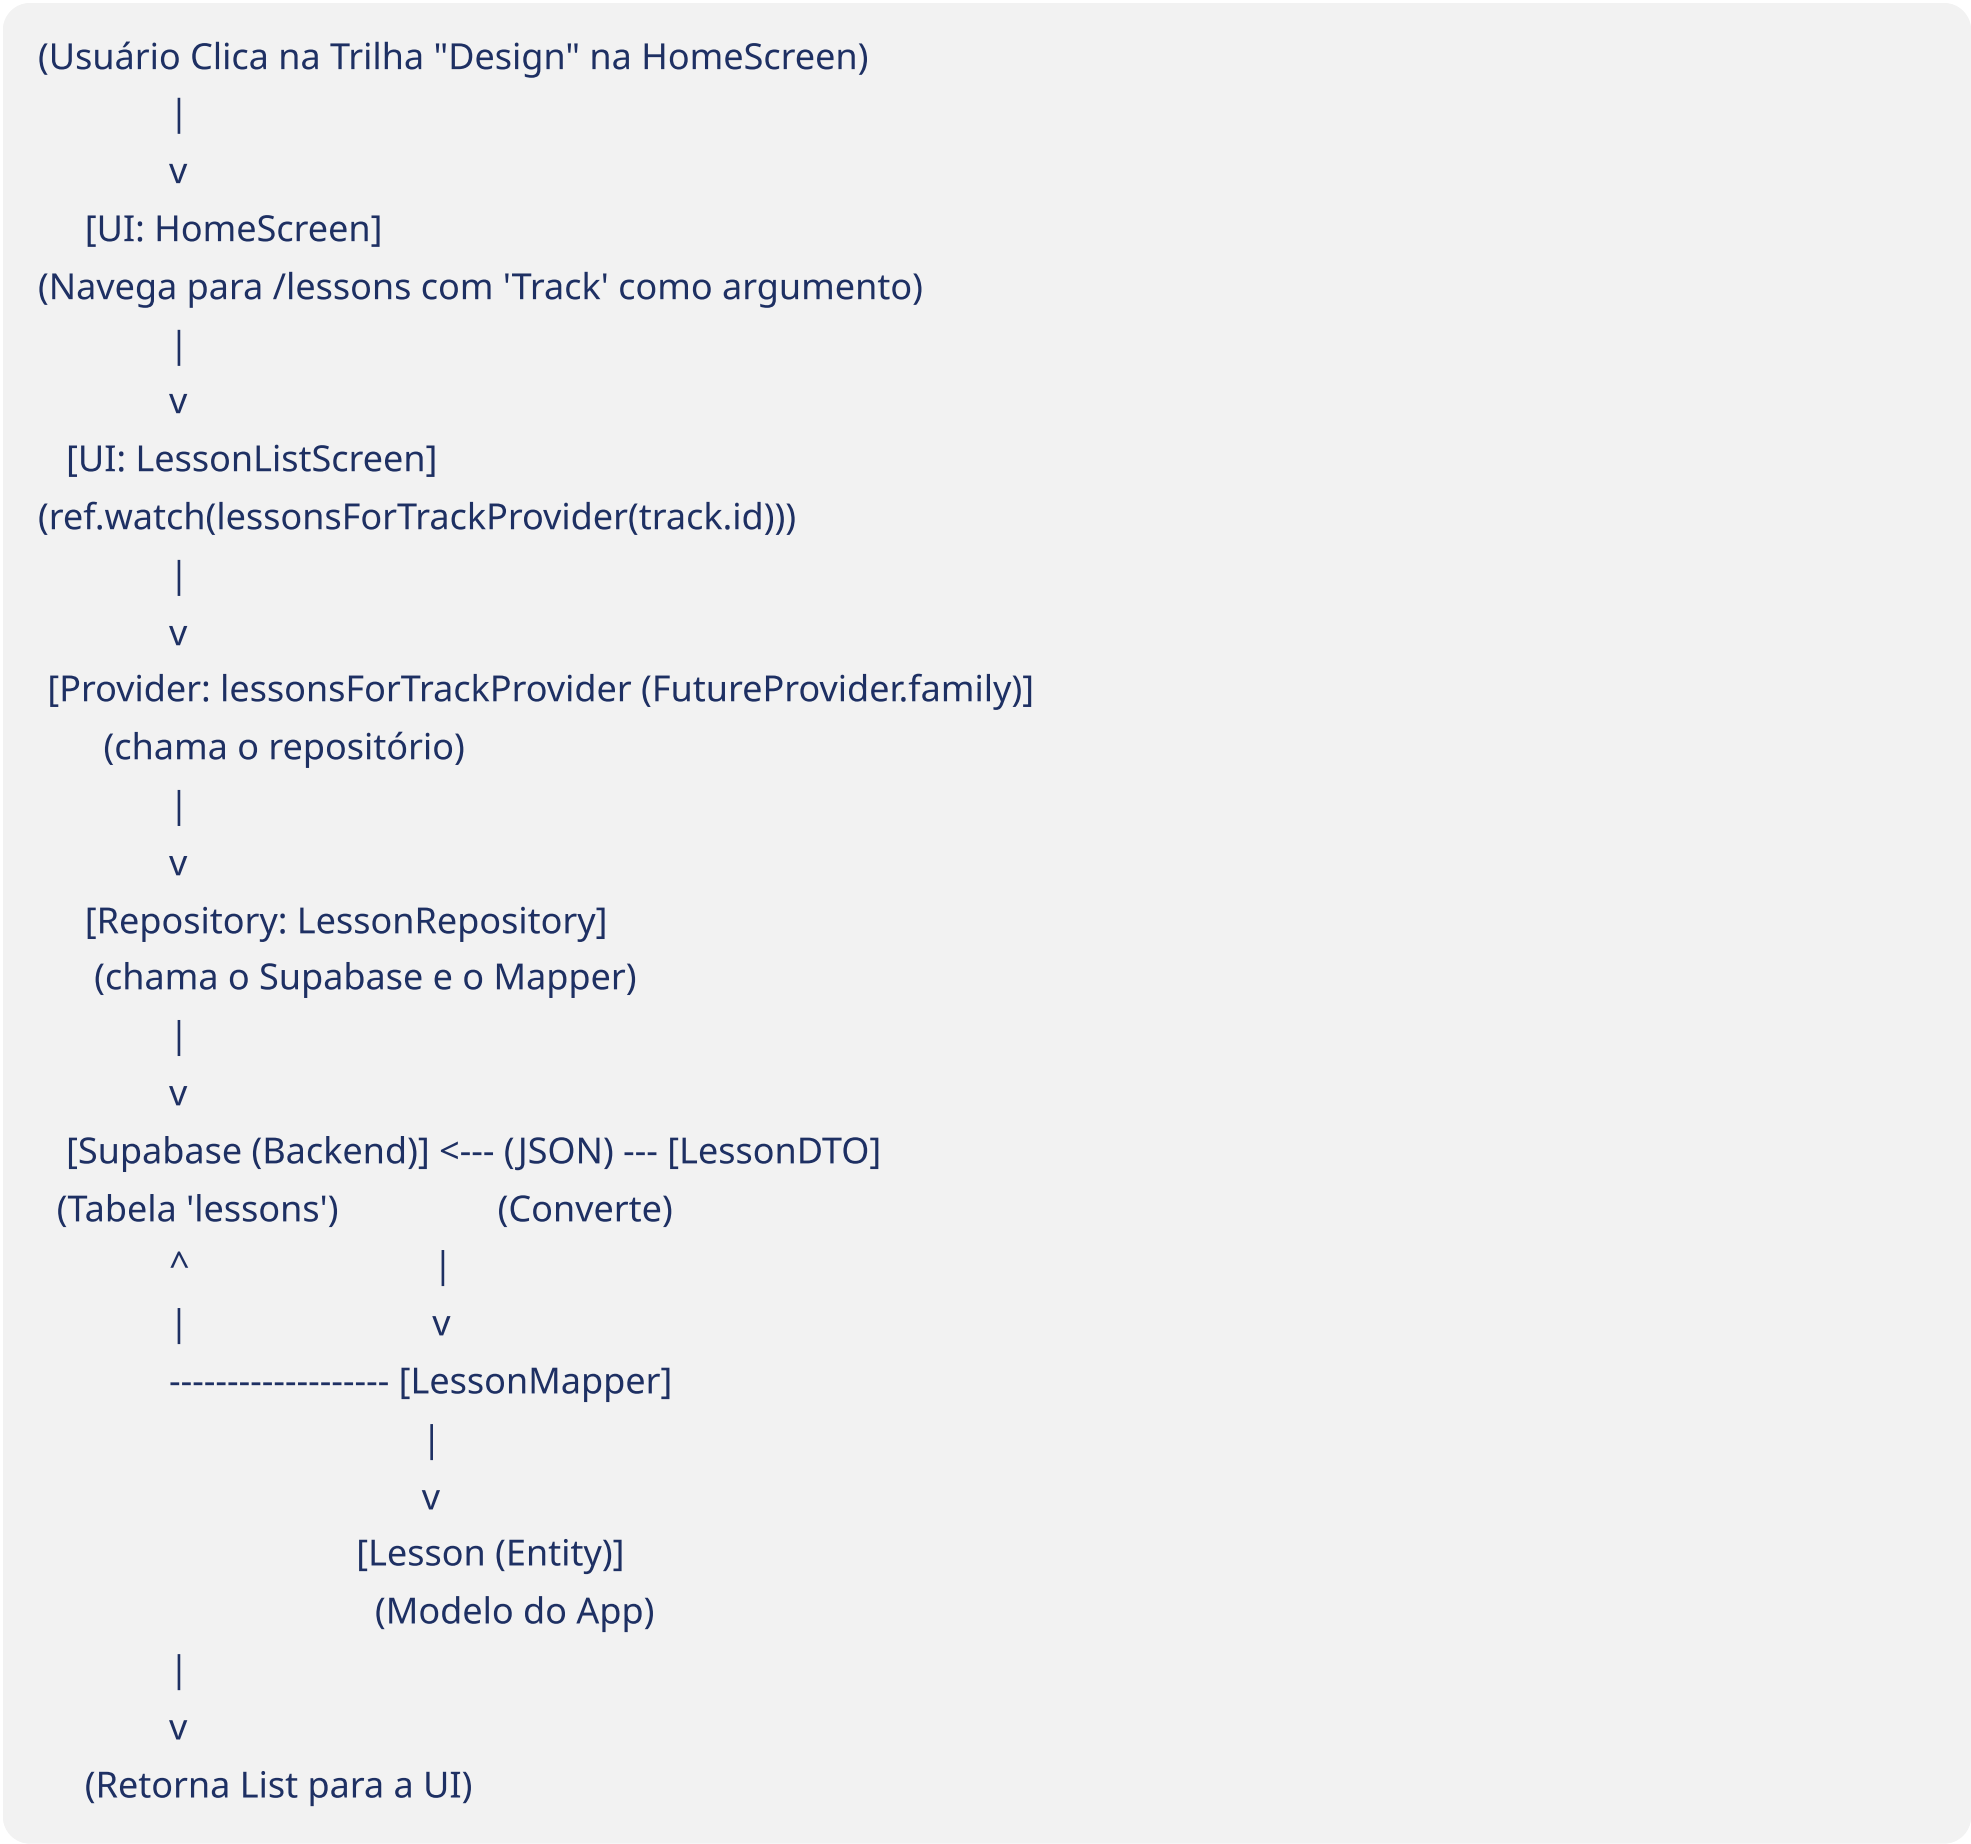 (Usuário Clica na Trilha "Design" na HomeScreen)
|
v
[UI: HomeScreen]
(Navega para /lessons com 'Track' como argumento)
|
v
[UI: LessonListScreen]
(ref.watch(lessonsForTrackProvider(track.id)))
|
v
[Provider: lessonsForTrackProvider (FutureProvider.family)]
(chama o repositório)
|
v
[Repository: LessonRepository]
(chama o Supabase e o Mapper)
|
v
[Supabase (Backend)] <--- (JSON) --- [LessonDTO]
(Tabela 'lessons') (Converte)
^ |
| v
------------------- [LessonMapper]
|
v
[Lesson (Entity)]
(Modelo do App)
|
v
(Retorna List para a UI)